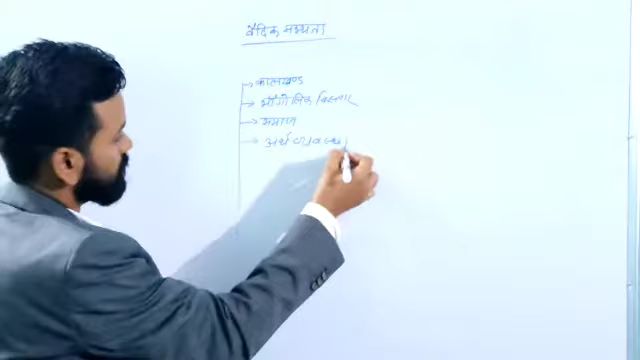 वैदिक सभ्यता
कालखण्ड
भौगोलिक विस्तार
समाज
अर्थव्यवस्था